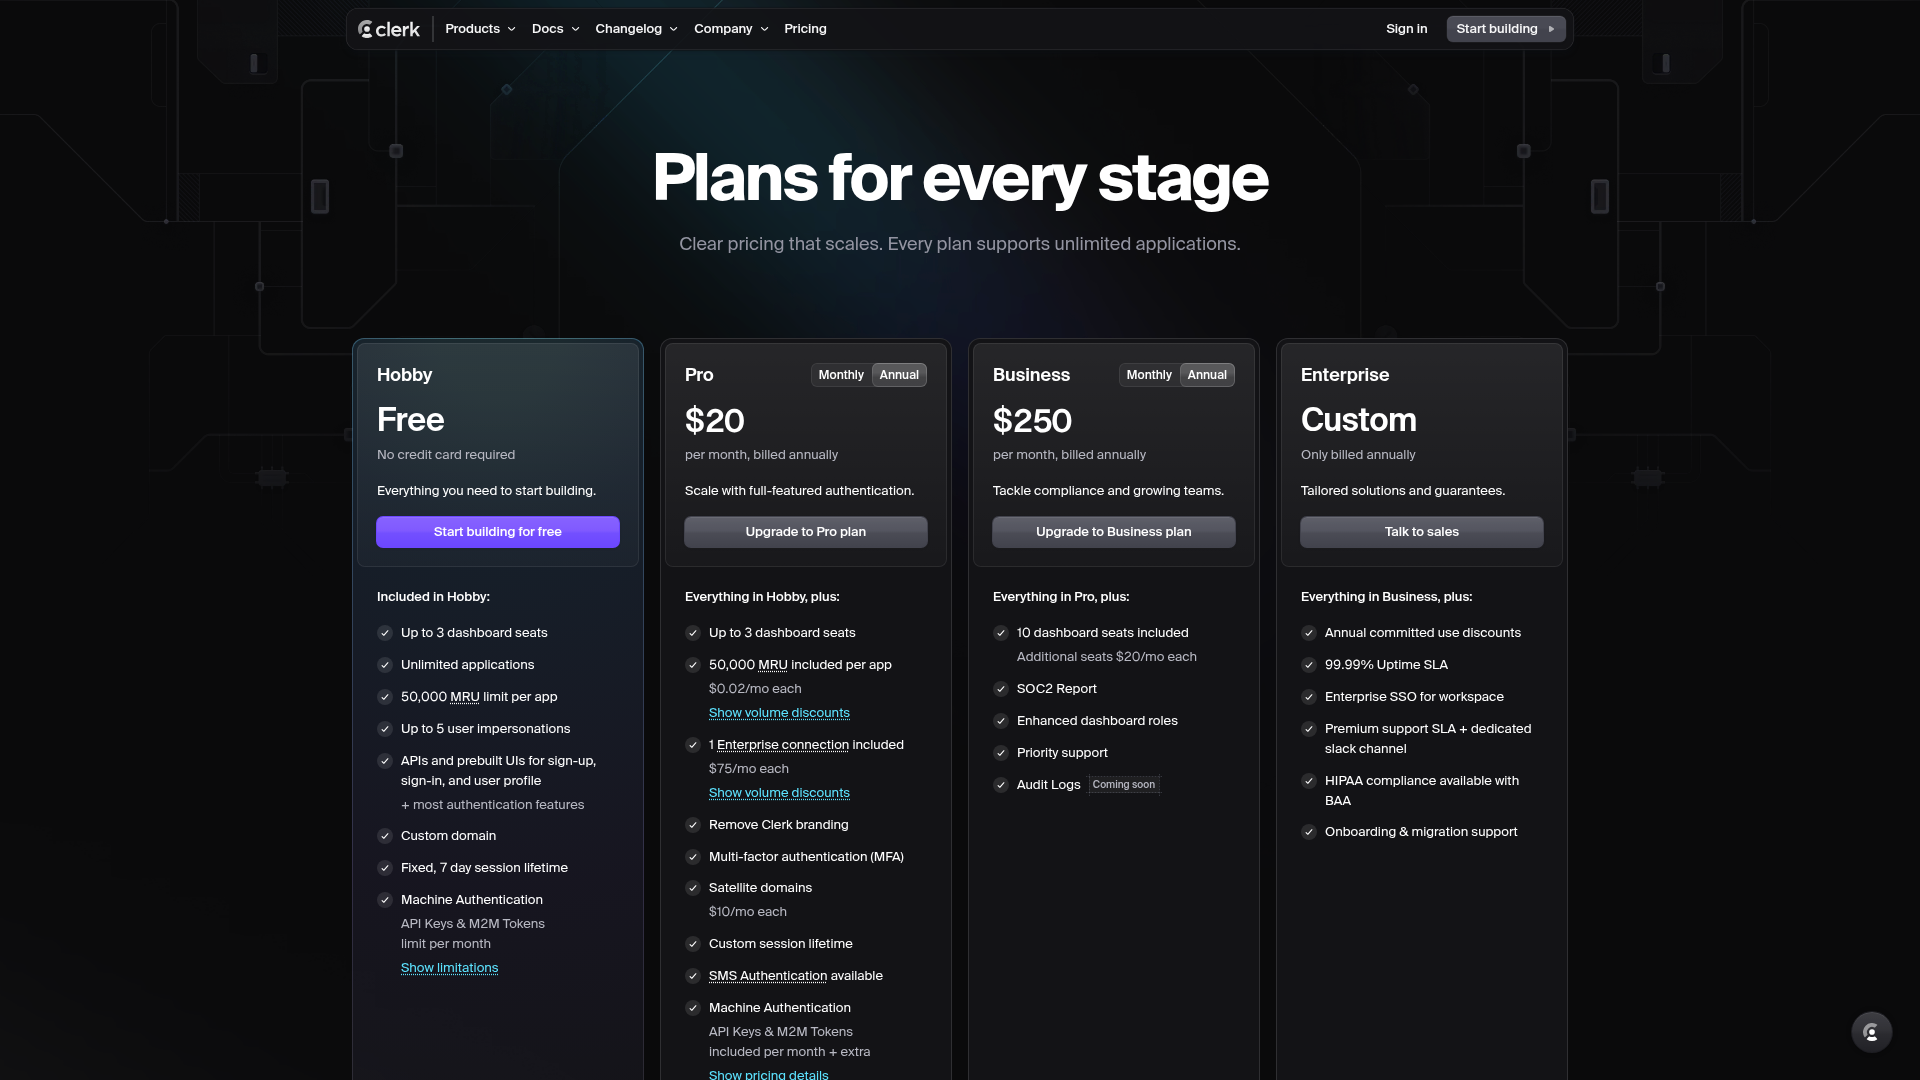 clerk
Products
Docs
Changelog
Company
Pricing
Sign in
Start building
Plans for every stage
Clear pricing that scales. Every plan supports unlimited applications.
Hobby
Free
No credit card required
Everything you need to start building.
Start building for free
Included in Hobby:
Up to 3 dashboard seats
Unlimited applications
50,000 MRU limit per app
Up to 5 user impersonations
APIs and prebuilt UIs for sign-up,
sign-in, and user profile
+ most authentication features
Custom domain
Fixed, 7 day session lifetime
Machine Authentication
API Keys & M2M Tokens
limit per month
Show limitations
Pro
Monthly
Annual
$20
per month, billed annually
Scale with full-featured authentication.
Upgrade to Pro plan
Everything in Hobby, plus:
Up to 3 dashboard seats
50,000 MRU included per app
$0.02/mo each
Show volume discounts
1 Enterprise connection included
$75/mo each
Show volume discounts
Remove Clerk branding
Multi-factor authentication (MFA)
Satellite domains
$10/mo each
Custom session lifetime
SMS Authentication available
Machine Authentication
API Keys & M2M Tokens
included per month + extra
Show pricing details
Business
Monthly
Annual
$250
per month, billed annually
Tackle compliance and growing teams.
Upgrade to Business plan
Everything in Pro, plus:
10 dashboard seats included
Additional seats $20/mo each
SOC2 Report
Enhanced dashboard roles
Priority support
Audit Logs Coming soon
Enterprise
Custom
Only billed annually
Tailored solutions and guarantees.
Talk to sales
Everything in Business, plus:
Annual committed use discounts
99.99% Uptime SLA
Enterprise SSO for workspace
Premium support SLA + dedicated
slack channel
HIPAA compliance available with
BAA
Onboarding & migration support